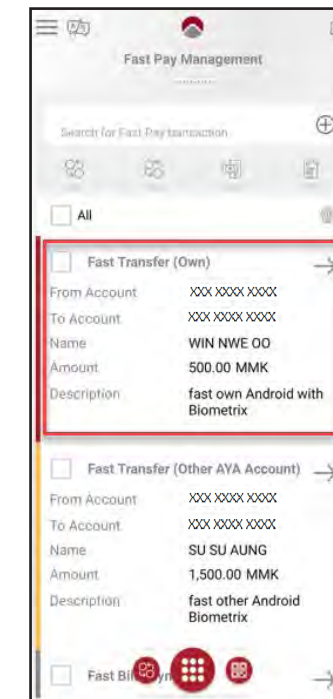 Fast Pay Management
Search for Fast Pay transaction
All
Fast Transfer (Own)
From Account XXX XXXX XXXX
To Account XXX XXXX XXXX
Name WIN NWE OO
Amount 500.00 MMK
Description fast own Android with
Biometrix
Fast Transfer (Other AYA Account)
From Account XXX XXXX XXXX
To Account XXX XXXX XXXX
Name SU SU AUNG
Amount 1,500.00 MMK
Description fast other Android
Biometrix
Fast